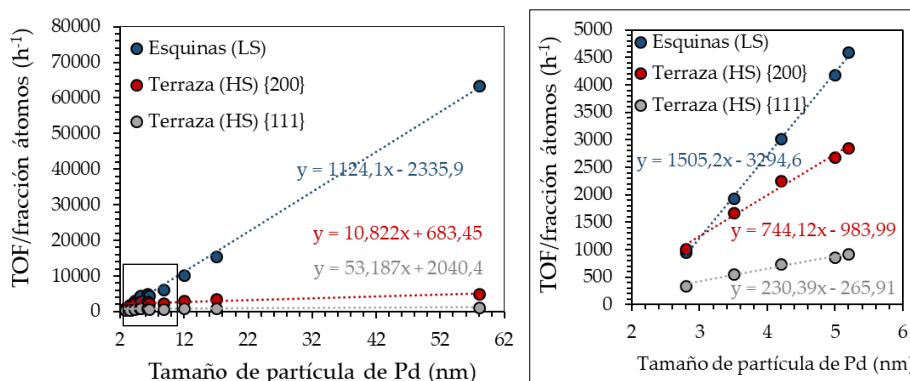 TOF/fracción átomos (h-1)
80000
70000
60000
50000
40000
30000
20000
10000
0
Esquinas (LS)
Terraza (HS) {200}
Terraza (HS) {111}
y = 1124,1x - 2335,9
y = 10,822x + 683,45
y = 53,187x + 2040,4
2 12 22 32 42 52 62
Tamaño de partícula de Pd (nm)
TOF/fracción átomos (h-1)
5000
4500
4000
3500
3000
2500
2000
1500
1000
500
0
Esquinas (LS)
Terraza (HS) {200}
Terraza (HS) {111}
y = 1505,2x - 3294,6
y = 744,12x - 983,99
y = 230,39x - 265,91
2 3 4 5 6
Tamaño de partícula de Pd (nm)